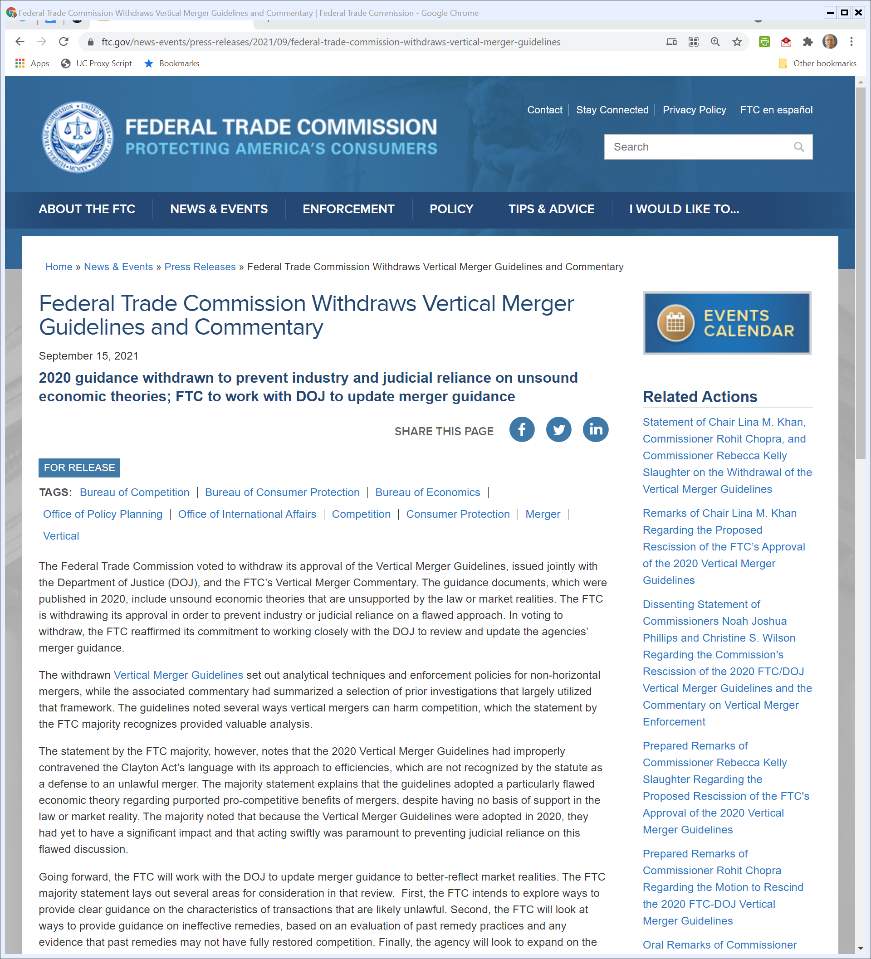 Federal Trade Commission Withdraws Vertical Merger Guidelines and Commentary | Federal Trade Commission - Google Chrome
ftc.gov/news-events/press-releases/2021/09/federal-trade-commission-withdraws-vertical-merger-guidelines
Apps UC Proxy Script Bookmarks Other bookmarks
Contact Stay Connected Privacy Policy FTC en español
FEDERAL TRADE COMMISSION
PROTECTING AMERICA'S CONSUMERS
Search
ABOUT THE FTC NEWS & EVENTS ENFORCEMENT POLICY TIPS & ADVICE I WOULD LIKE TO...
Home » News & Events » Press Releases » Federal Trade Commission Withdraws Vertical Merger Guidelines and Commentary
Federal Trade Commission Withdraws Vertical Merger
Guidelines and Commentary
September 15, 2021
2020 guidance withdrawn to prevent industry and judicial reliance on unsound
economic theories; FTC to work with DOJ to update merger guidance
SHARE THIS PAGE
FOR RELEASE
TAGS: Bureau of Competition | Bureau of Consumer Protection | Bureau of Economics |
Office of Policy Planning | Office of International Affairs | Competition | Consumer Protection | Merger |
Vertical
The Federal Trade Commission voted to withdraw its approval of the Vertical Merger Guidelines, issued jointly with
the Department of Justice (DOJ), and the FTC's Vertical Merger Commentary. The guidance documents, which were
published in 2020, include unsound economic theories that are unsupported by the law or market realities. The FTC
is withdrawing its approval in order to prevent industry or judicial reliance on a flawed approach. In voting to
withdraw, the FTC reaffirmed its commitment to working closely with the DOJ to review and update the agencies'
merger guidance.
The withdrawn Vertical Merger Guidelines set out analytical techniques and enforcement policies for non-horizontal
mergers, while the associated commentary had summarized a selection of prior investigations that largely utilized
that framework. The guidelines noted several ways vertical mergers can harm competition, which the statement by
the FTC majority recognizes provided valuable analysis.
The statement by the FTC majority, however, notes that the 2020 Vertical Merger Guidelines had improperly
contravened the Clayton Act's language with its approach to efficiencies, which are not recognized by the statute as
a defense to an unlawful merger. The majority statement explains that the guidelines adopted a particularly flawed
economic theory regarding purported pro-competitive benefits of mergers, despite having no basis of support in the
law or market reality. The majority noted that because the Vertical Merger Guidelines were adopted in 2020, they
had yet to have a significant impact and that acting swiftly was paramount to preventing judicial reliance on this
flawed discussion.
Going forward, the FTC will work with the DOJ to update merger guidance to better-reflect market realities. The FTC
majority statement lays out several areas for consideration in that review. First, the FTC intends to explore ways to
provide clear guidance on the characteristics of transactions that are likely unlawful. Second, the FTC will look at
ways to provide guidance on ineffective remedies, based on an evaluation of past remedy practices and any
evidence that past remedies may not have fully restored competition. Finally, the agency will look to expand on the
EVENTS
CALENDAR
Related Actions
Statement of Chair Lina M. Khan,
Commissioner Rohit Chopra, and
Commissioner Rebecca Kelly
Slaughter on the Withdrawal of the
Vertical Merger Guidelines
Remarks of Chair Lina M. Khan
Regarding the Proposed
Rescission of the FTC's Approval
of the 2020 Vertical Merger
Guidelines
Dissenting Statement of
Commissioners Noah Joshua
Phillips and Christine S. Wilson
Regarding the Commission's
Rescission of the 2020 FTC/DOJ
Vertical Merger Guidelines and the
Commentary on Vertical Merger
Enforcement
Prepared Remarks of
Commissioner Rebecca Kelly
Slaughter Regarding the
Proposed Rescission of the FTC's
Approval of the 2020 Vertical
Merger Guidelines
Prepared Remarks of
Commissioner Rohit Chopra
Regarding the Motion to Rescind
the 2020 FTC-DOJ Vertical
Merger Guidelines
Oral Remarks of Commissioner